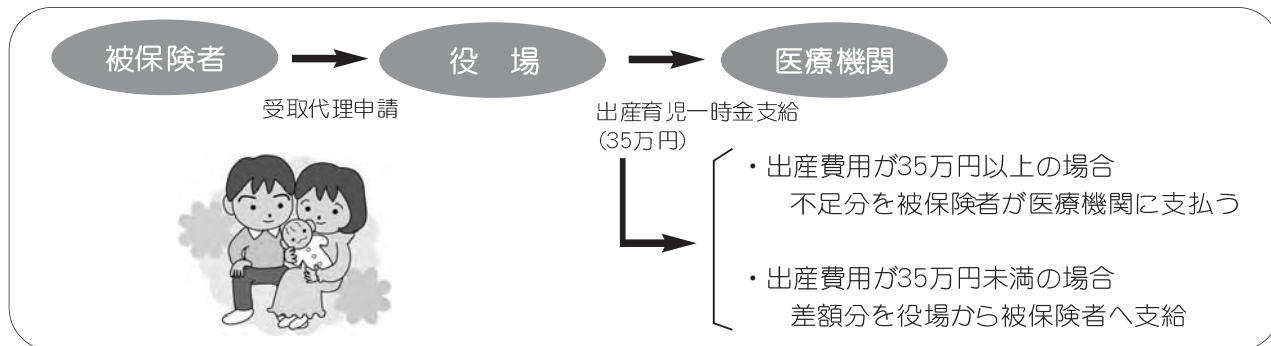 被保険者
役　場
医療機関
受取代理申請
出産育児一時金支給
(35万円)
・出産費用が35万円以上の場合
不足分を被保険者が医療機関に支払う
・出産費用が35万円未満の場合
差額分を役場から被保険者へ支給